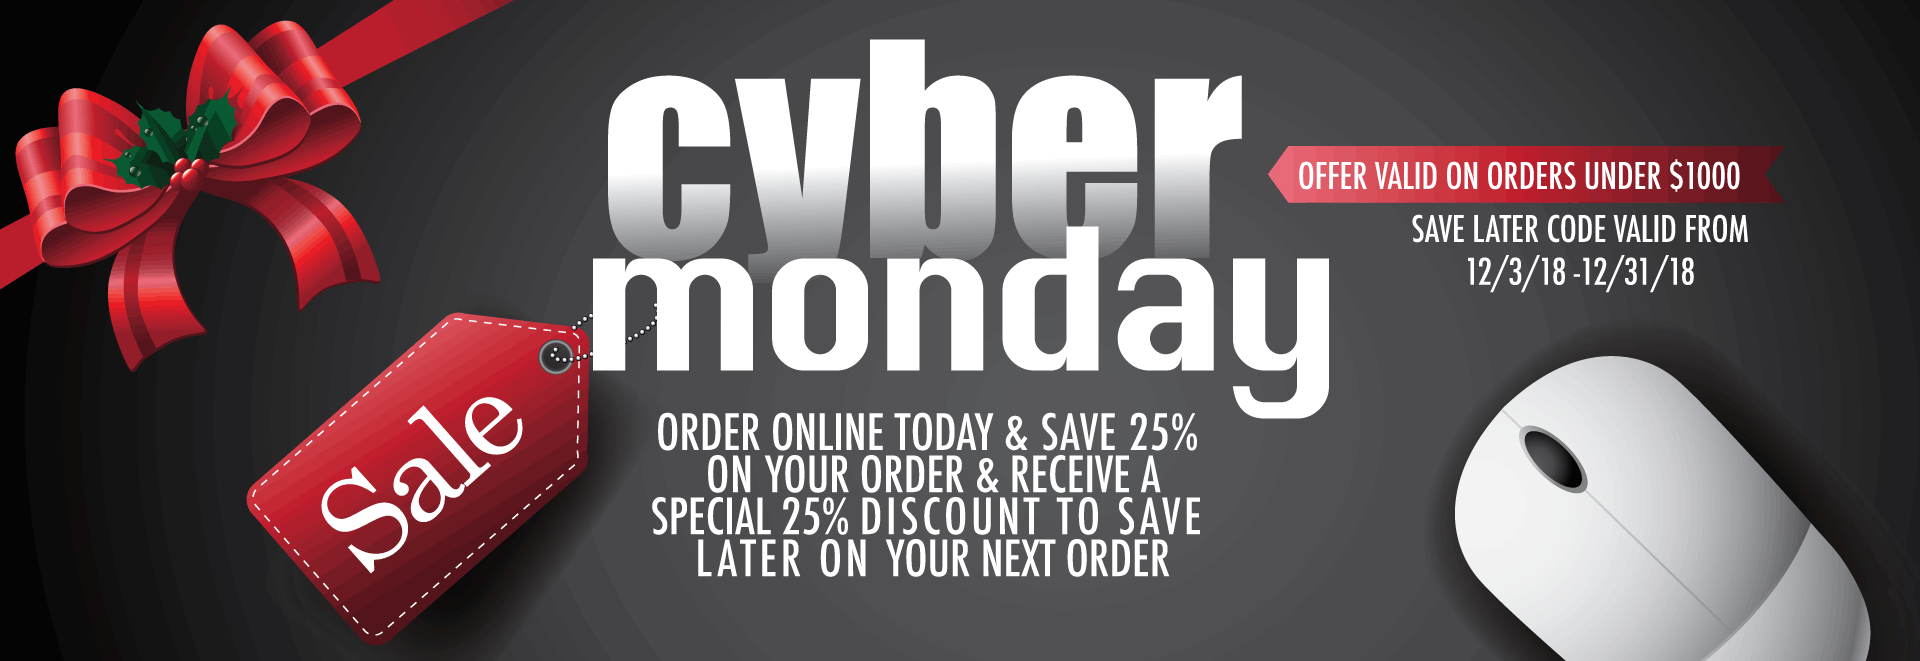 cyber
monday
OFFER VALID ON ORDERS UNDER $1000
SAVE LATER CODE VALID FROM
12/3/18 -12/31/18
Sale
ORDER ONLINE TODAY & SAVE 25%
ON YOUR ORDER & RECEIVE A
SPECIAL 25% DISCOUNT TO SAVE
LATER ON YOUR NEXT ORDER